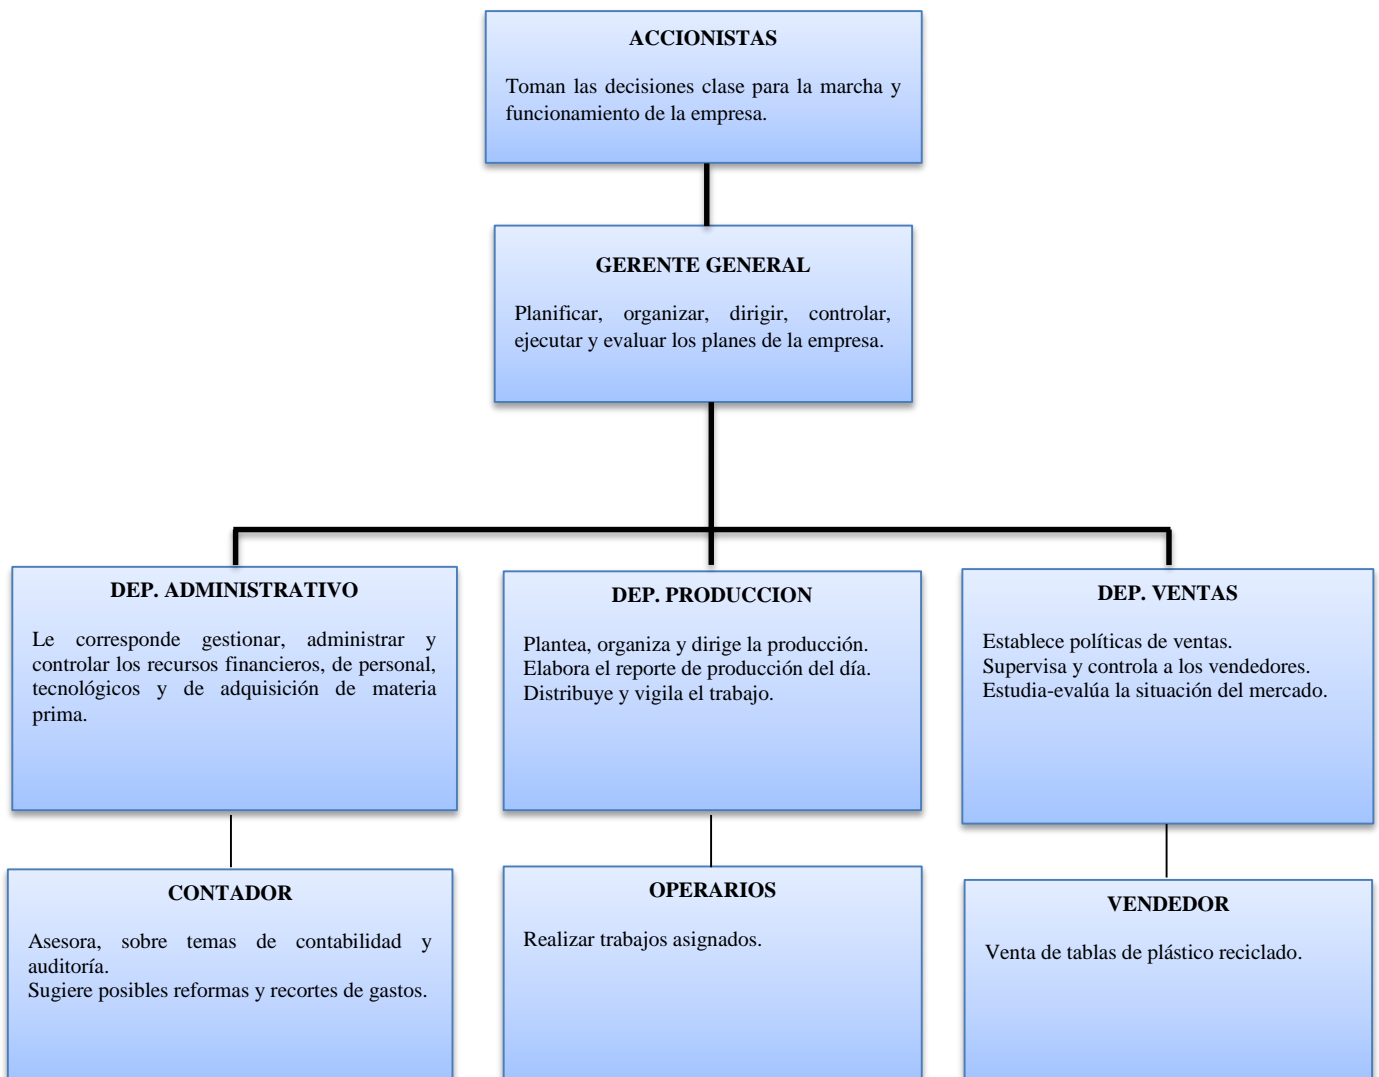 ACCIONISTAS
Toman las decisiones clase para la marcha y
funcionamiento de la empresa.
GERENTE GENERAL
Planificar, organizar, dirigir, controlar,
ejecutar y evaluar los planes de la empresa.
DEP. ADMINISTRATIVO
Le corresponde gestionar, administrar y
controlar los recursos financieros, de personal,
tecnológicos y de adquisición de materia
prima.
DEP. PRODUCCION
Plantea, organiza y dirige la producción.
Elabora el reporte de producción del día.
Distribuye y vigila el trabajo.
DEP. VENTAS
Establece políticas de ventas.
Supervisa y controla a los vendedores.
Estudia-evalúa la situación del mercado.
CONTADOR
Asesora, sobre temas de contabilidad y
auditoría.
Sugiere posibles reformas y recortes de gastos.
OPERARIOS
Realizar trabajos asignados.
VENDEDOR
Venta de tablas de plástico reciclado.